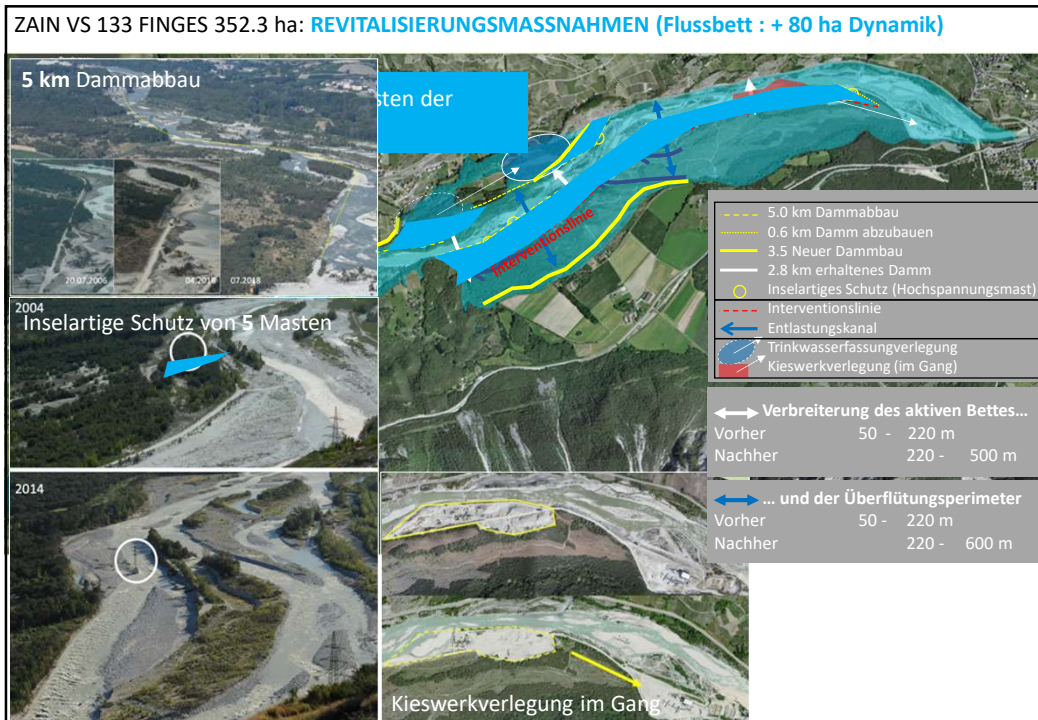 ZAIN VS 133 FINGES 352.3 ha: REVITALISIERUNGSMASSNAHMEN (Flussbett : + 80 ha Dynamik)
5 km Dammabbau
sten der
20.07.2006
04.2018
07.2018
Interventionslinie
5.0 km Dammabbau
0.6 km Damm abzubauen
3.5 Neuer Dammbau
2.8 km erhaltenes Damm
Inselartiges Schutz (Hochspannungsmast)
Interventionslinie
Entlastungskanal
Trinkwasserfassungverlegung
Kieswerkverlegung (im Gang)
2004
Inselartige Schutz von 5 Masten
Verbreiterung des aktiven Bettes...
Vorher 50 - 220 m
Nachher 220 - 500 m
2014
... und der Überflütungsperimeter
Vorher 50 - 220 m
Nachher 220 - 600 m
Kieswerkverlegung im Gang